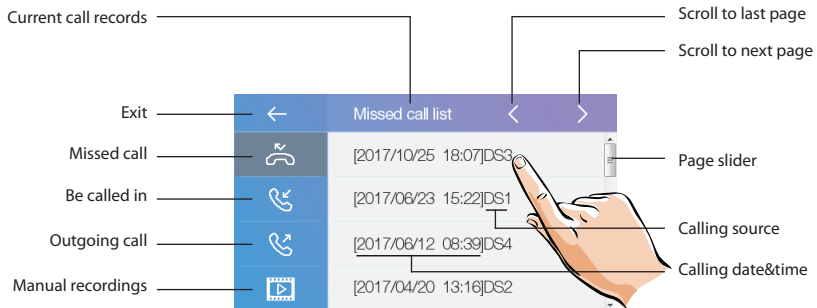 Current call records
Scroll to last page
Scroll to next page
Exit
Missed call list
Missed call
[2017/10/25 18:07]DS3
Page slider
Be called in
[2017/06/23 15:22]DS1
Calling source
Outgoing call
[2017/06/12 08:39]DS4
Calling date&time
Manual recordings
[2017/04/20 13:16]DS2